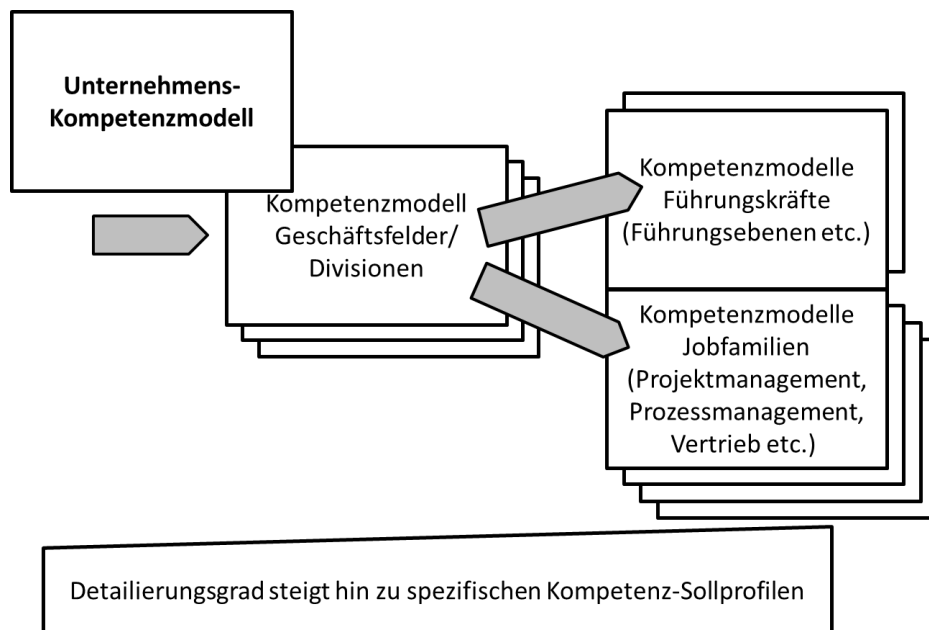 Unternehmens-
Kompetenzmodell
Kompetenzmodell
Geschäftsfelder/
Divisionen
Kompetenzmodelle
Führungskräfte
(Führungsebenen etc.)
Kompetenzmodelle
Jobfamilien
(Projektmanagement,
Prozessmanagement,
Vertrieb etc.)
Detailierungsgrad steigt hin zu spezifischen Kompetenz-Sollprofilen